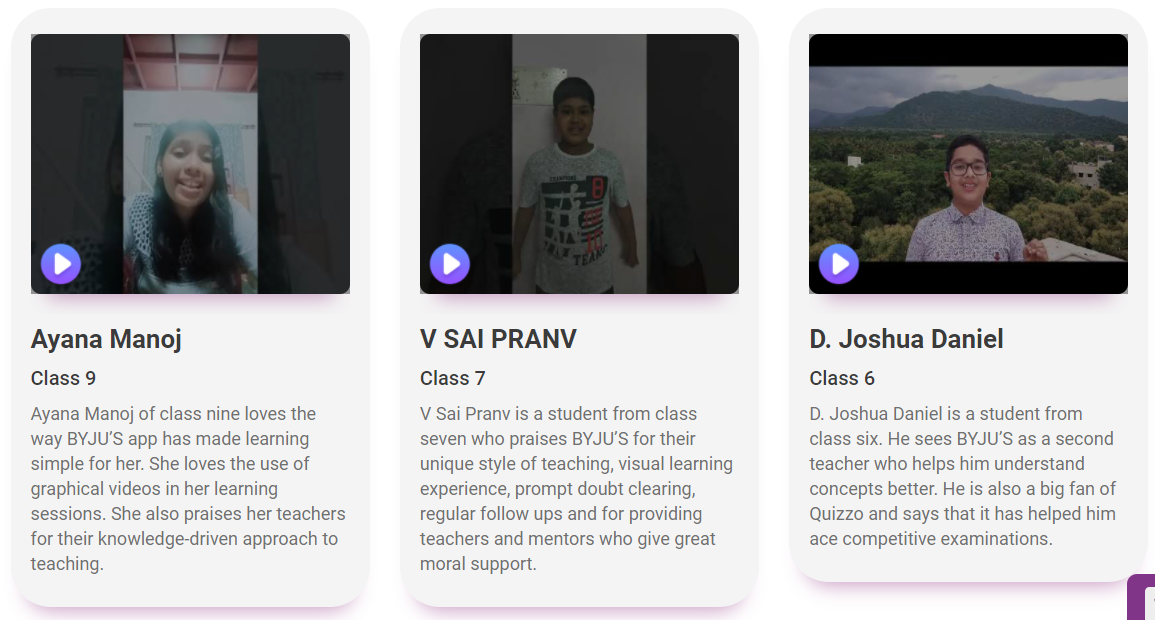 CHAMPIONS
TEAM
Ayana Manoj
Class 9
Ayana Manoj of class nine loves the
way BYJU’S app has made learning
simple for her. She loves the use of
graphical videos in her learning
sessions. She also praises her teachers
for their knowledge-driven approach to
teaching.
V SAI PRANV
Class 7
V Sai Pranv is a student from class
seven who praises BYJU’S for their
unique style of teaching, visual learning
experience, prompt doubt clearing,
regular follow ups and for providing
teachers and mentors who give great
moral support.
D. Joshua Daniel
Class 6
D. Joshua Daniel is a student from
class six. He sees BYJU’S as a second
teacher who helps him understand
concepts better. He is also a big fan of
Quizzo and says that it has helped him
ace competitive examinations.